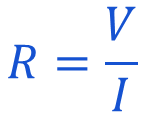 R = V/I